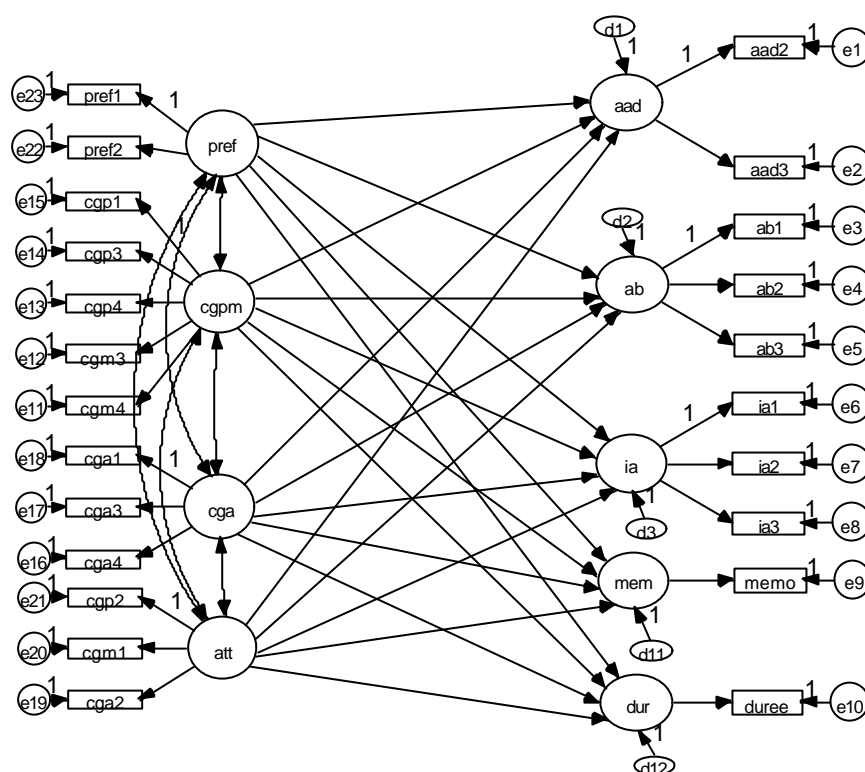 d1
1
1
aad2
1
e1
e23
1
pref1
1
aad
e22
1
pref2
pref
aad3
1
e2
e15
1
cgp1
1
d2
1
1
ab1
1
e3
e14
1
cgp3
ab
ab2
1
e4
e13
1
cgp4
cgpm
e12
1
cgm3
ab3
1
e5
e11
1
cgm4
1
ia1
1
e6
e18
1
cga1
1
ia
ia2
1
e7
e17
1
cga3
cga
1
d3
ia3
1
e8
e16
1
cga4
mem
memo
1
e9
e21
1
cgp2
1
1
d11
e20
1
cgm1
att
e19
1
cga2
dur
duree
1
e10
1
d12